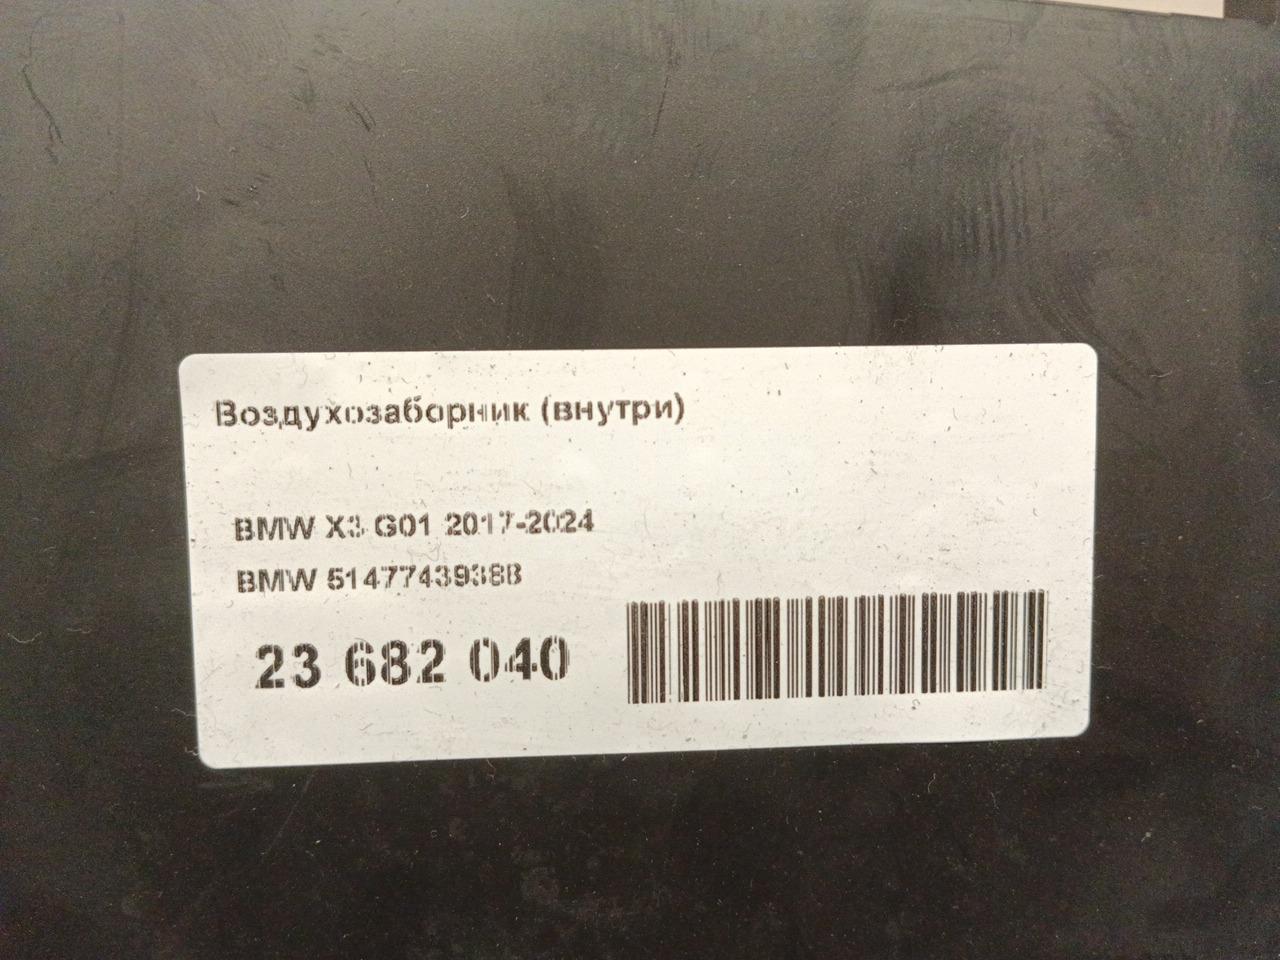 Воздухозаборник (внутри)
BMW X3 G01 2017-2024
BMW 51477439388
23 682 040